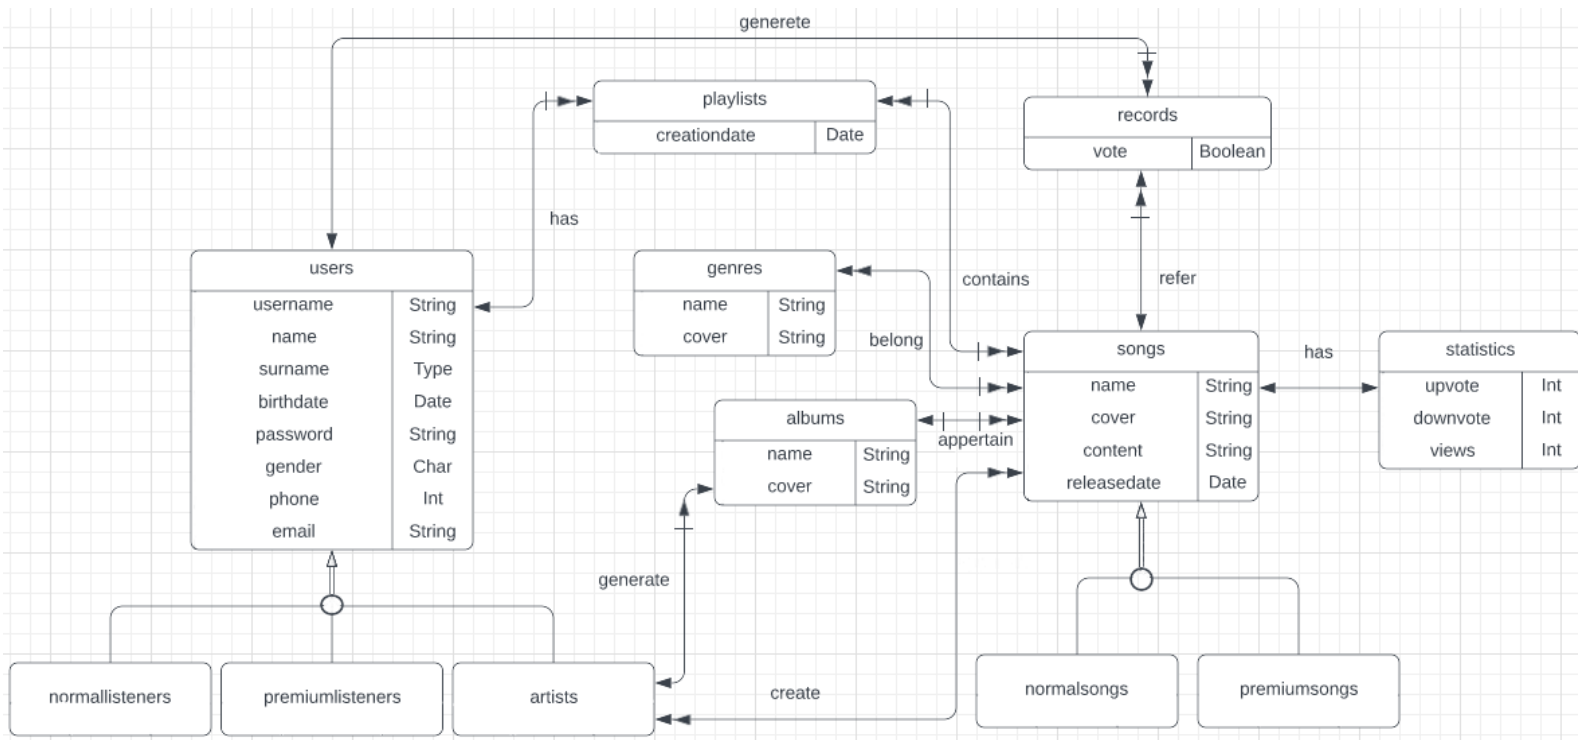 generete
playlists
creationdate Date
records
vote Boolean
has
users
username String
name String
surname Type
birthdate Date
password String
gender Char
phone Int
email String
genres
name String
cover String
contains
refer
belong
songs
name String
cover String
content String
releasedate Date
has
statistics
upvote Int
downvote Int
views Int
albums
name String
cover String
appertain
generate
create
normallisteners
premiumlisteners
artists
normalsongs
premiumsongs